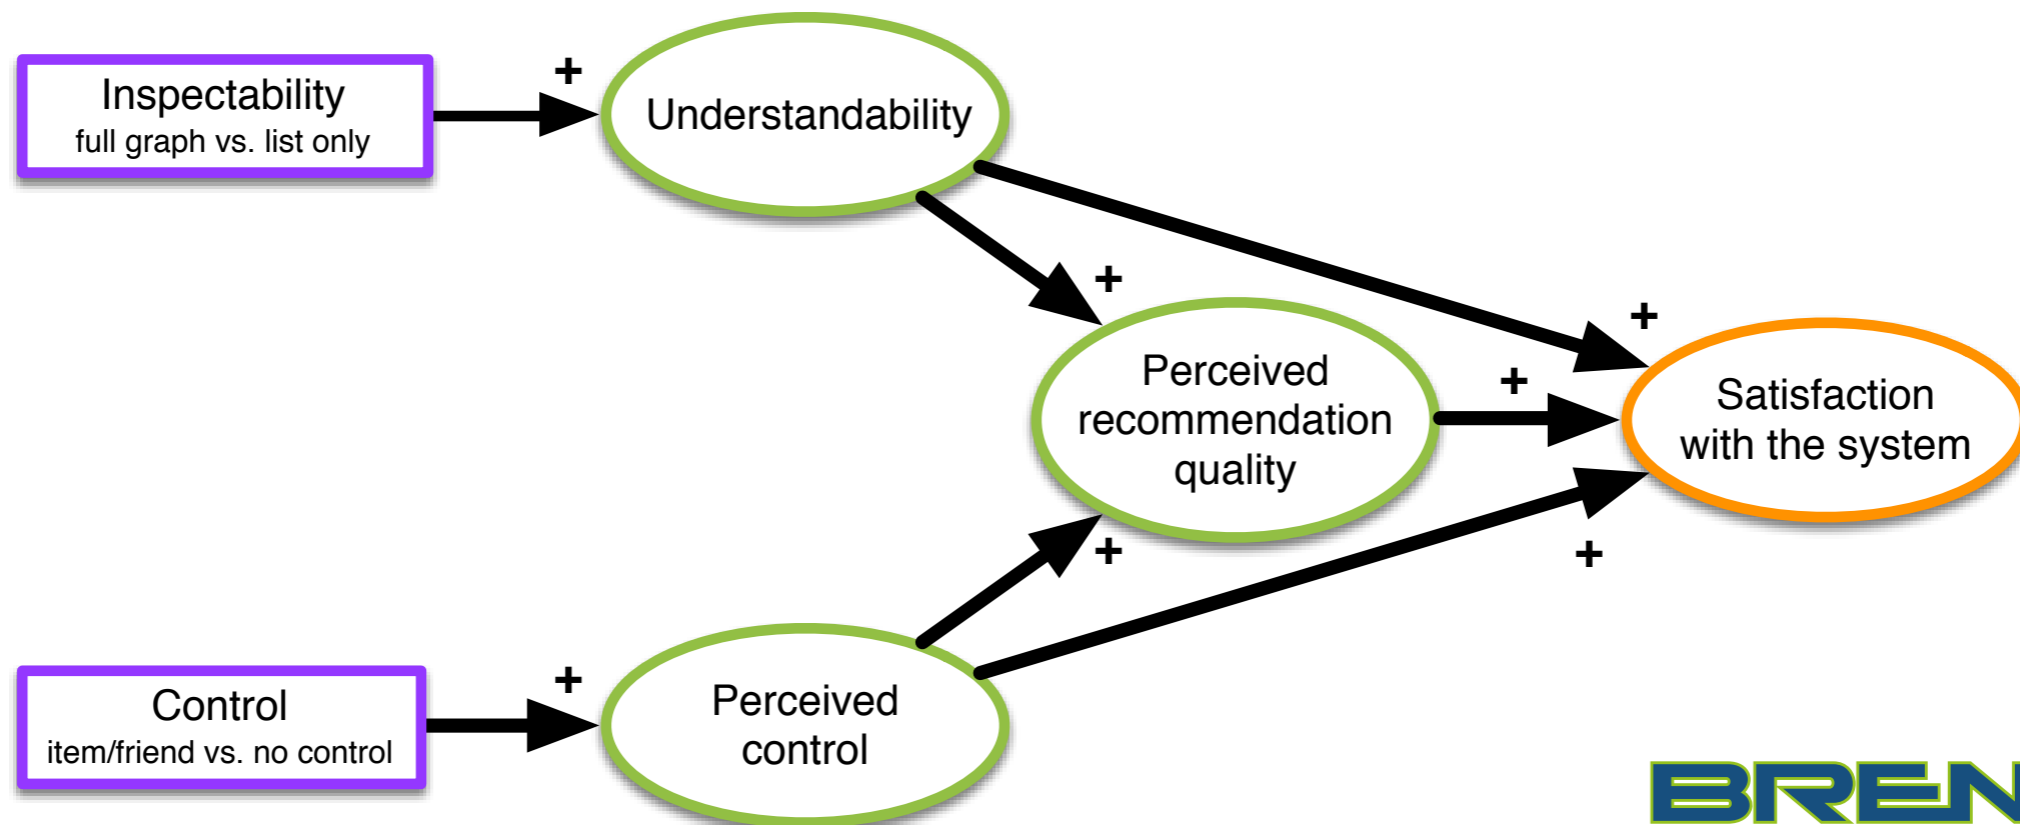 Inspectability
full graph vs. list only
+
Understandability
+
+
Perceived
recommendation
quality
+
Satisfaction
with the system
+
+
Control
item/friend vs. no control
+
Perceived
control
BREN